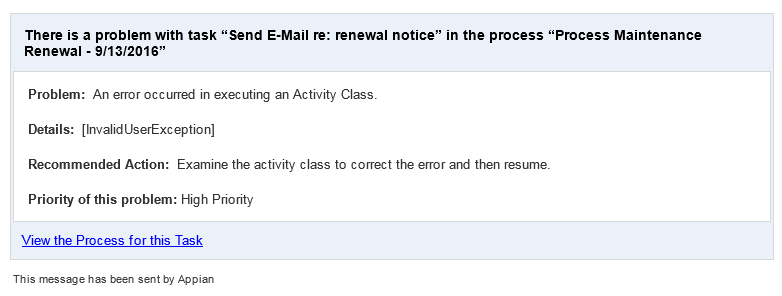 There is a problem with task “Send E-Mail re: renewal notice” in the process “Process Maintenance
Renewal - 9/13/2016”
Problem: An error occurred in executing an Activity Class.
Details: [InvalidUserException]
Recommended Action: Examine the activity class to correct the error and then resume.
Priority of this problem: High Priority
View the Process for this Task
This message has been sent by Appian